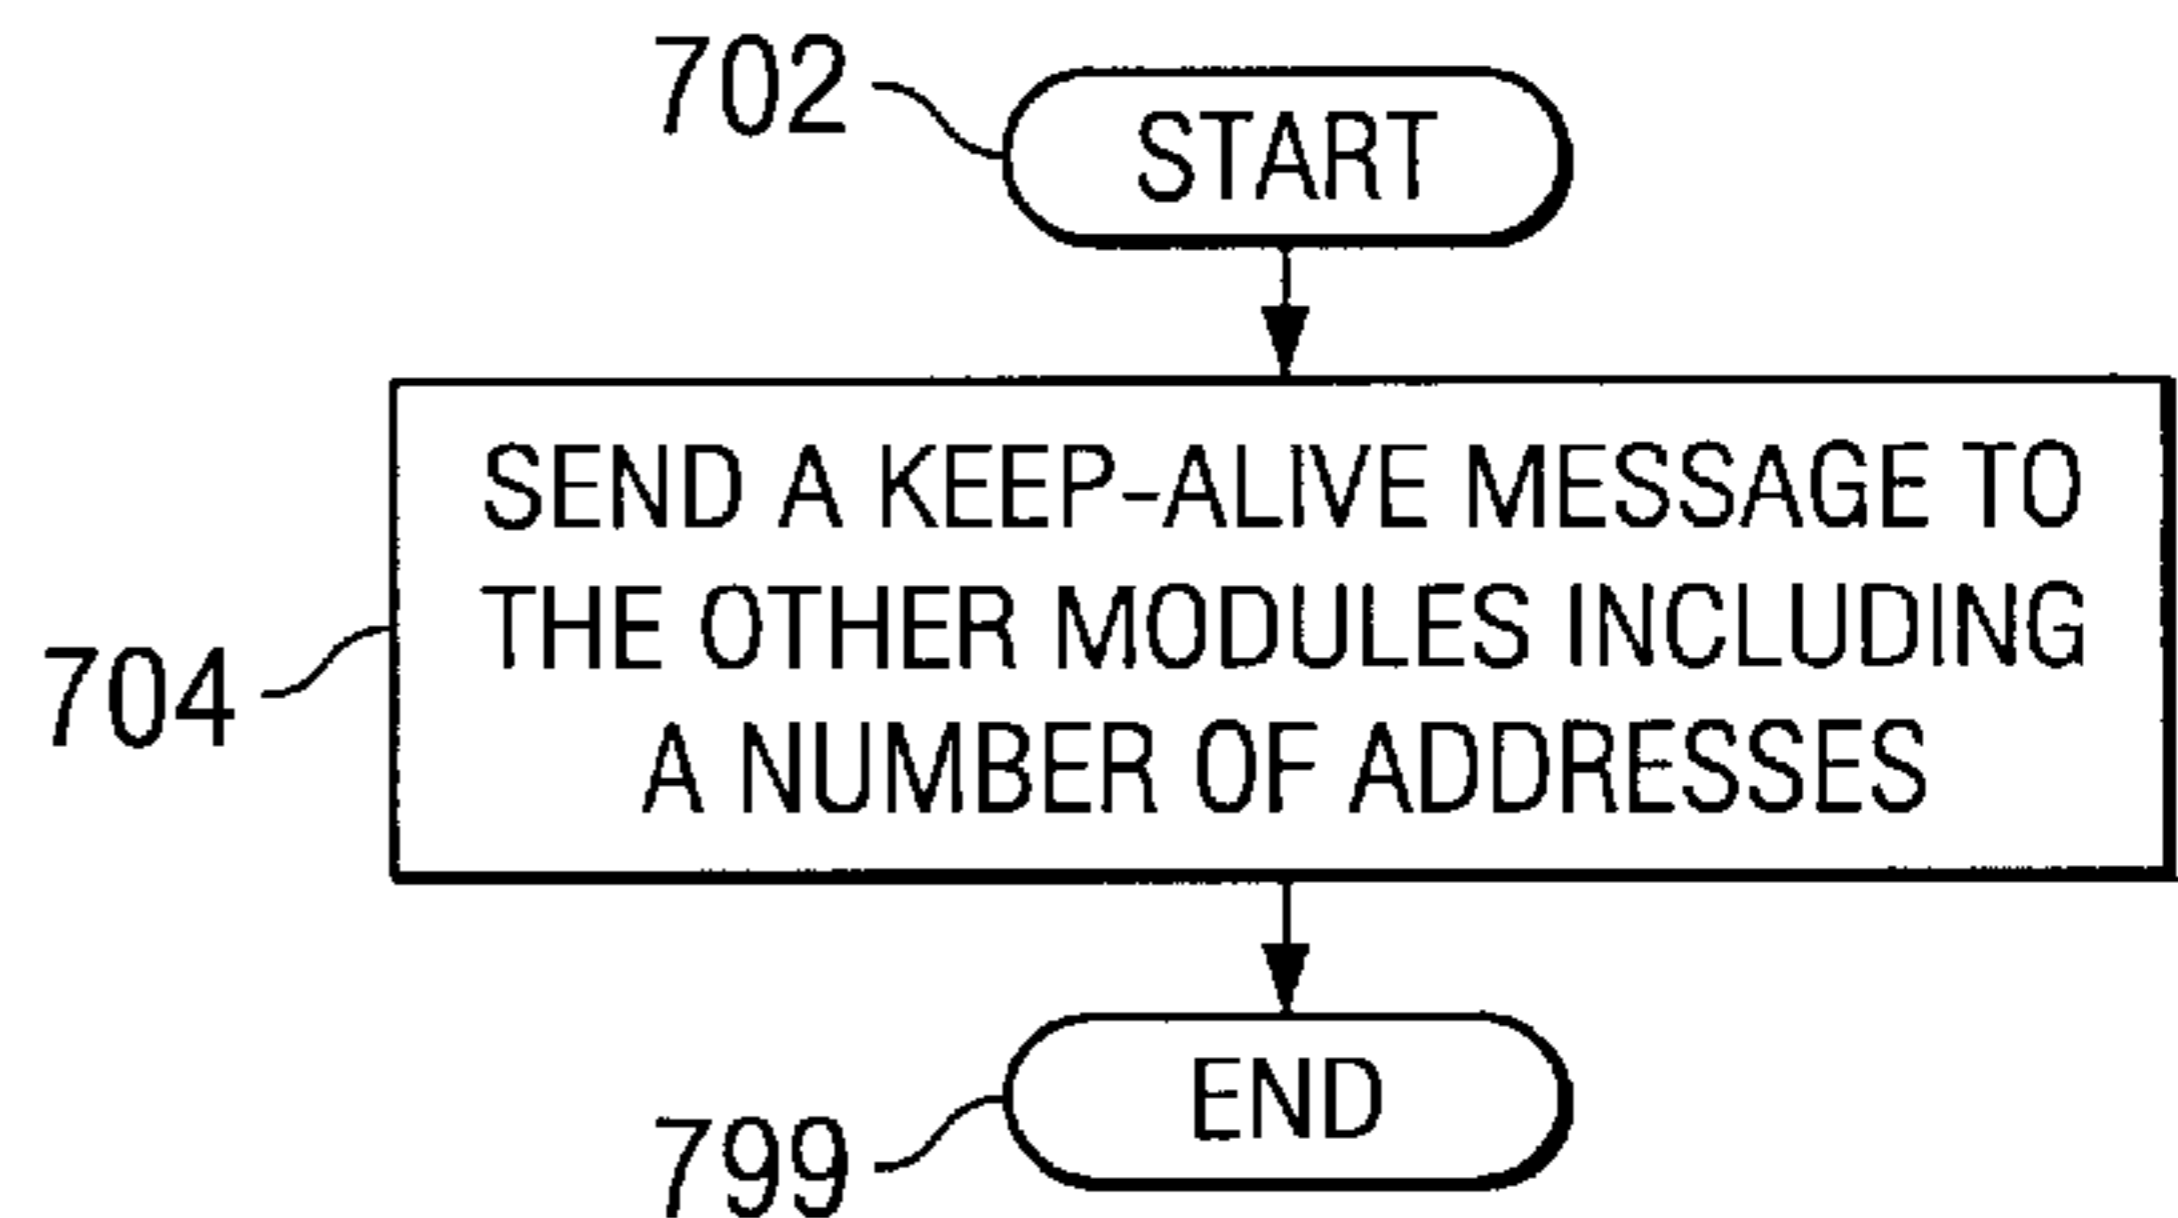 702
START
SEND A KEEP-ALIVE MESSAGE TO
THE OTHER MODULES INCLUDING
A NUMBER OF ADDRESSES
704
END
799